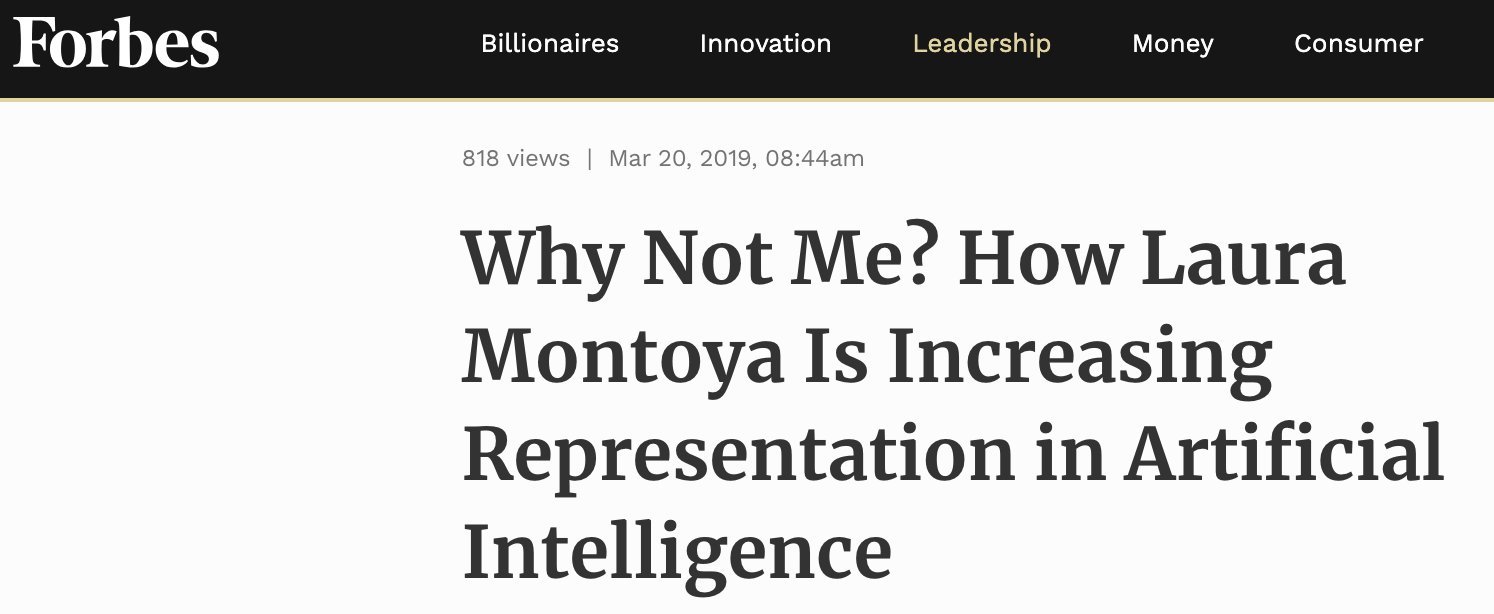 Forbes Billionaires Innovation Leadership Money Consumer
818 views | Mar 20, 2019, 08:44am
Why Not Me? How Laura
Montoya Is Increasing
Representation in Artificial
Intelligence